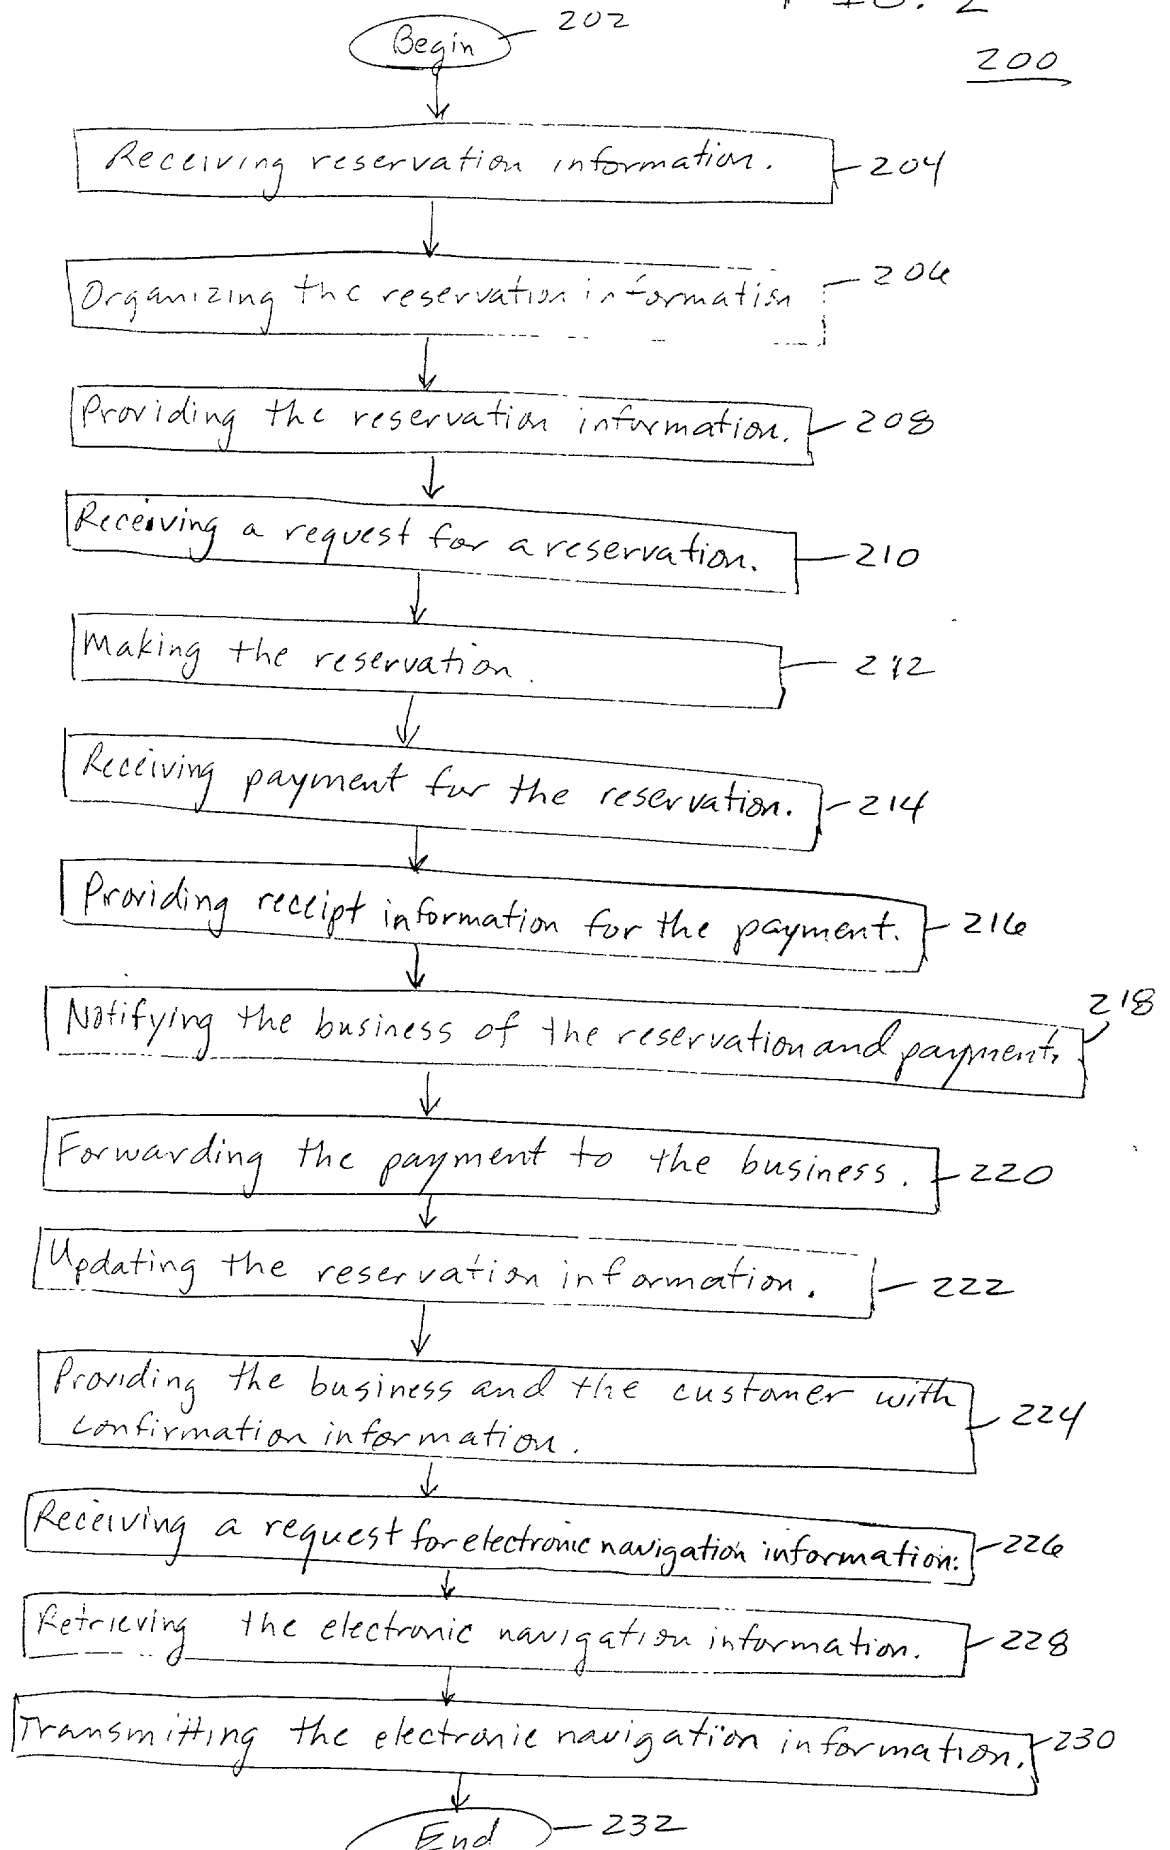 FIG. 2
202
Begin
200
Receiving reservation information.
204
Organizing the reservation information
206
Providing the reservation information.
208
Receiving a request for a reservation.
210
Making the reservation.
212
Receiving payment for the reservation.
214
Providing receipt information for the payment.
216
218
Notifying the business of the reservation and payment.
Forwarding the payment to the business.
220
Updating the reservation information.
222
Providing the business and the customer with
confirmation information.
224
Receiving a request for electronic navigation information.
226
Retrieving the electronic navigation information.
228
Transmitting the electronic navigation information.
230
End
232